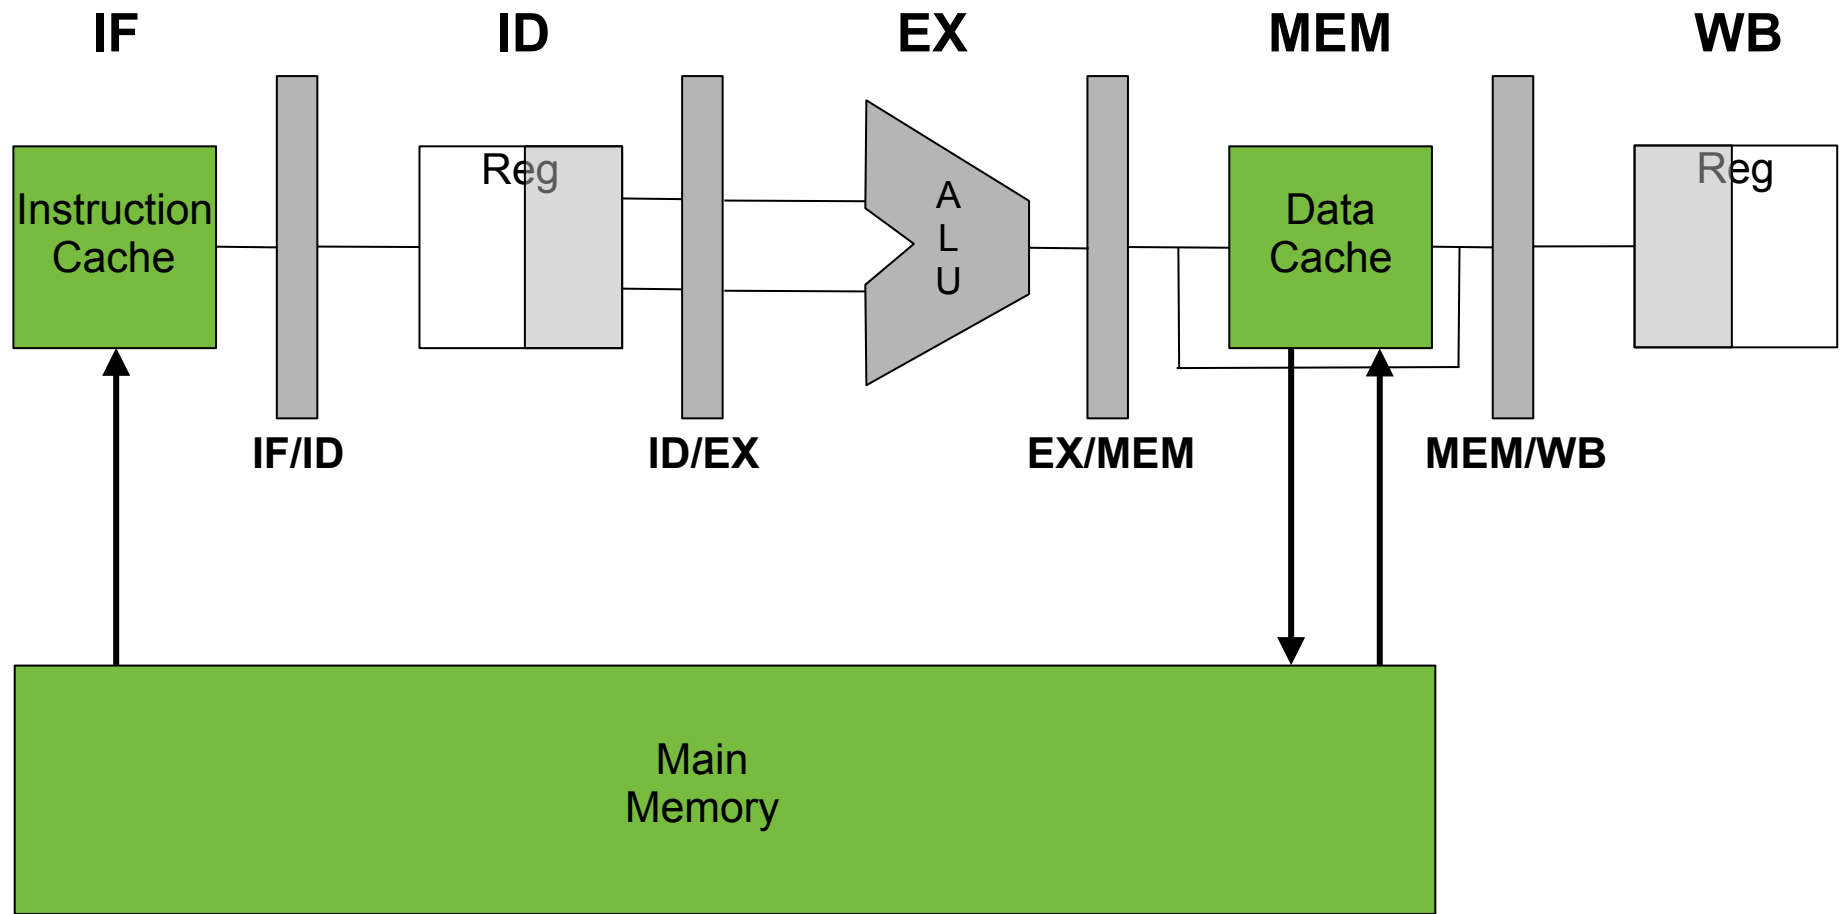 IF
ID
EX
MEM
WB
Instruction
Cache
Reg
A
L
U
Data
Cache
Reg
IF/ID
ID/EX
EX/MEM
MEM/WB
Main
Memory